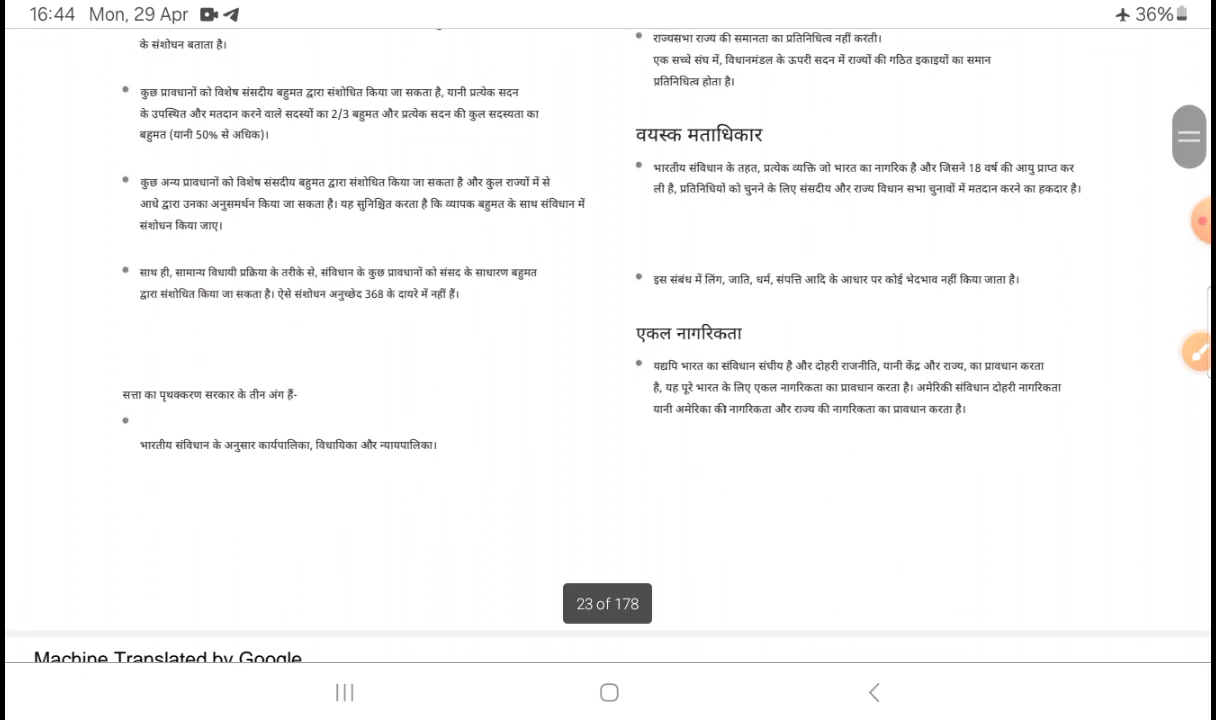 16:44 Mon, 29 Apr
36%
के संशोधन बताता है।
कुछ प्रावधानों को विशेष संसदीय बहुमत द्वारा संशोधित किया जा सकता है, यानी प्रत्येक सदन
के उपस्थित और मतदान करने वाले सदस्यों का 2/3 बहुमत और प्रत्येक सदन की कुल सदस्यता का
बहुमत (यानी 50% से अधिक)।
कुछ अन्य प्रावधानों को विशेष संसदीय बहुमत द्वारा संशोधित किया जा सकता है और कुल राज्यों में से
आधे द्वारा उनका अनुसमर्थन किया जा सकता है। यह सुनिश्चित करता है कि व्यापक बहुमत के साथ संविधान में
संशोधन किया जाए।
साथ ही, सामान्य विधायी प्रक्रिया के तरीके से, संविधान के कुछ प्रावधानों को संसद के साधारण बहुमत
द्वारा संशोधित किया जा सकता है। ऐसे संशोधन अनुच्छेद 368 के दायरे में नहीं हैं।
सत्ता का पृथक्करण सरकार के तीन अंग हैं-
भारतीय संविधान के अनुसार कार्यपालिका, विधायिका और न्यायपालिका।
राज्यसभा राज्य की समानता का प्रतिनिधित्व नहीं करती।
एक सच्चे संघ में, विधानमंडल के ऊपरी सदन में राज्यों की गठित इकाइयों का समान
प्रतिनिधित्व होता है।
वयस्क मताधिकार
भारतीय संविधान के तहत, प्रत्येक व्यक्ति जो भारत का नागरिक है और जिसने 18 वर्ष की आयु प्राप्त कर
ली है, प्रतिनिधियों को चुनने के लिए संसदीय और राज्य विधान सभा चुनावों में मतदान करने का हकदार है।
इस संबंध में लिंग, जाति, धर्म, संपत्ति आदि के आधार पर कोई भेदभाव नहीं किया जाता है।
एकल नागरिकता
यद्यपि भारत का संविधान संघीय है और दोहरी राजनीति, यानी केंद्र और राज्य, का प्रावधान करता
है, यह पूरे भारत के लिए एकल नागरिकता का प्रावधान करता है। अमेरिकी संविधान दोहरी नागरिकता
यानी अमेरिका की नागरिकता और राज्य की नागरिकता का प्रावधान करता है।
23 of 178
Machine Translated by Google